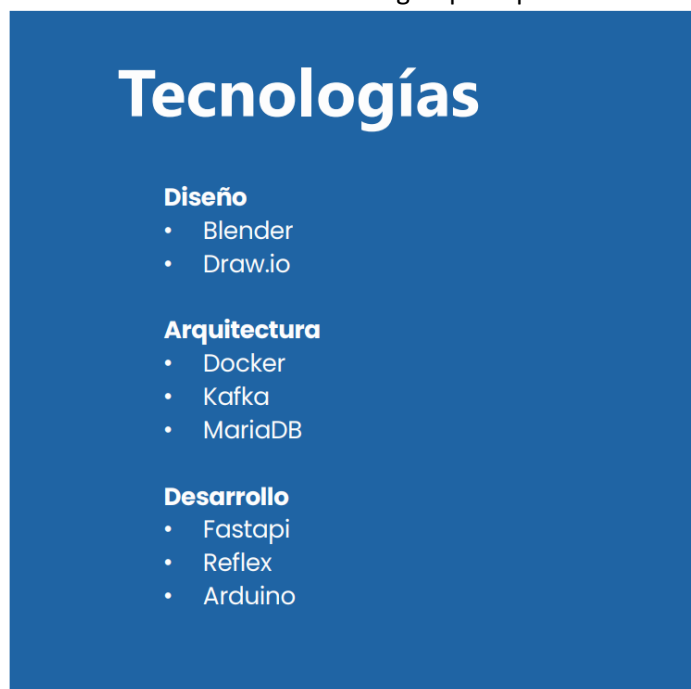 Tecnologías
Diseño
• Blender
• Draw.io
Arquitectura
• Docker
• Kafka
• MariaDB
Desarrollo
• Fastapi
• Reflex
• Arduino